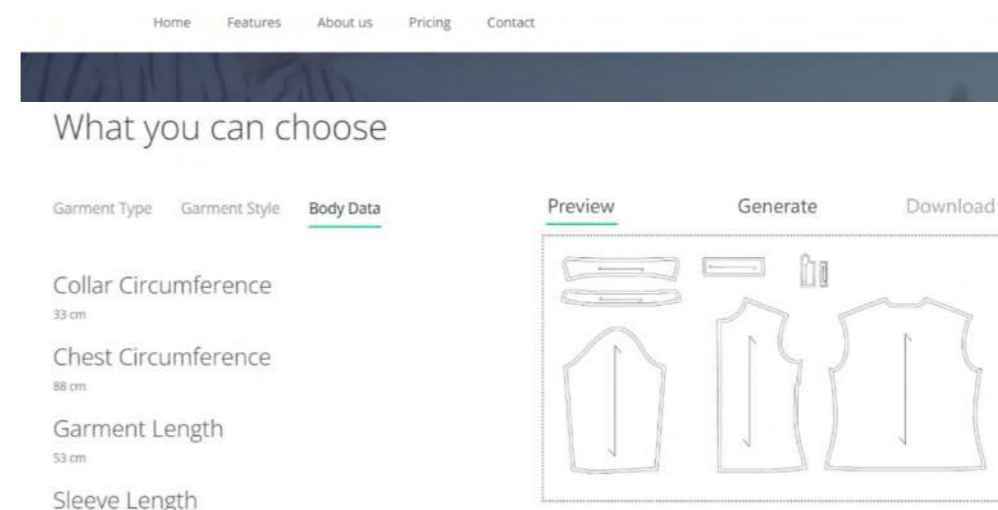 Home Features About us Pricing Contact
What you can choose
Garment Type Garment Style Body Data
Preview Generate Download
Collar Circumference
33 cm
Chest Circumference
88 cm
Garment Length
53 cm
Sleeve Length